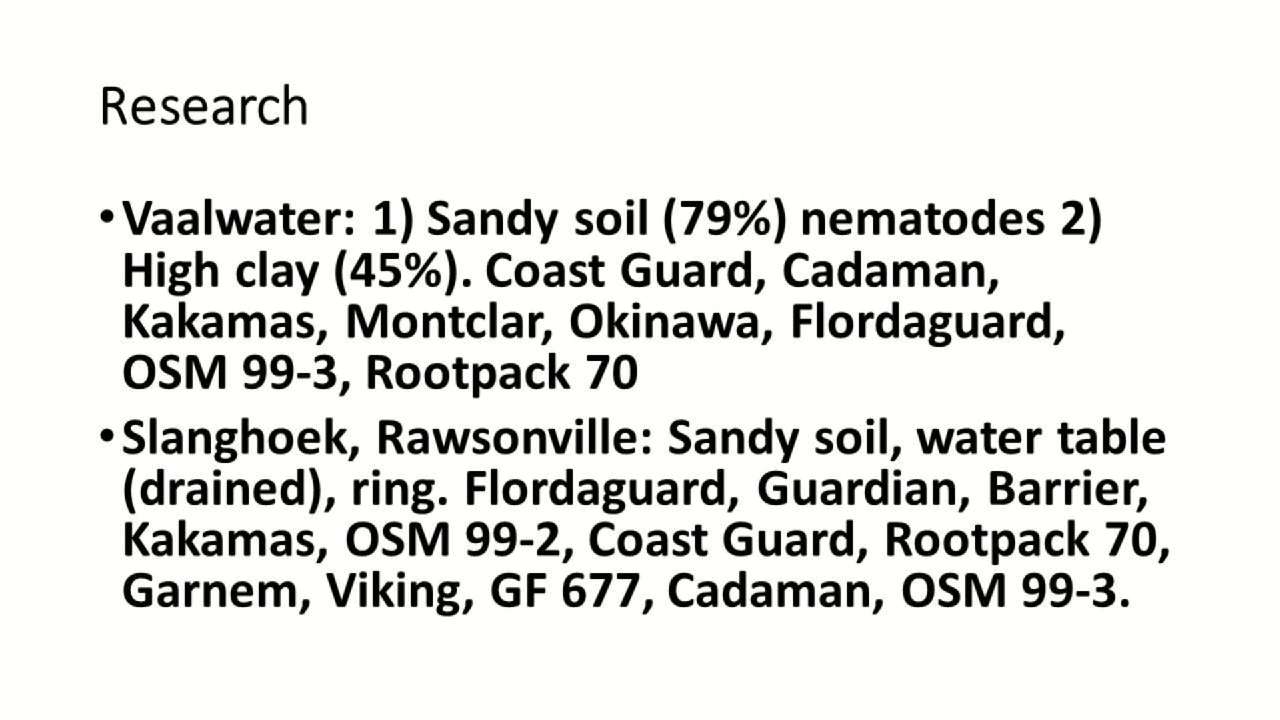 Research
• Vaalwater: 1) Sandy soil (79%) nematodes 2)
High clay (45%). Coast Guard, Cadaman,
Kakamas, Montclar, Okinawa, Flordaguard,
OSM 99-3, Rootpack 70
• Slanghoek, Rawsonville: Sandy soil, water table
(drained), ring. Flordaguard, Guardian, Barrier,
Kakamas, OSM 99-2, Coast Guard, Rootpack 70,
Garnem, Viking, GF 677, Cadaman, OSM 99-3.